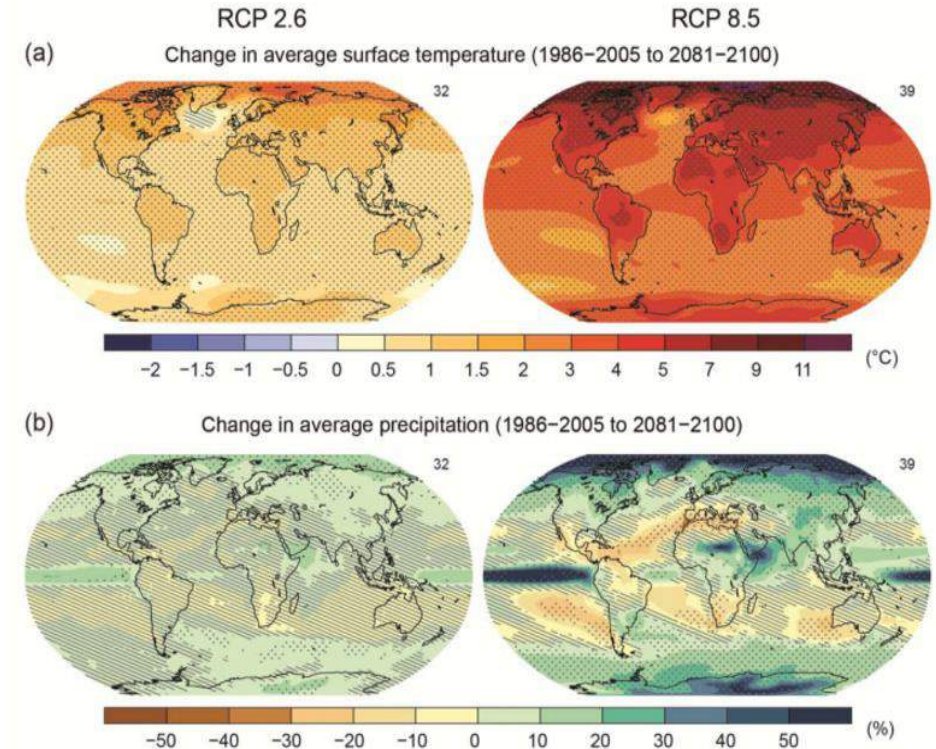 RCP 2.6 RCP 8.5
(a) Change in average surface temperature (1986−2005 to 2081−2100)
32 39
−2 −1.5 −1 −0.5 0 0.5 1 1.5 2 3 4 5 7 9 11 (°C)
(b) Change in average precipitation (1986−2005 to 2081−2100)
32 39
−50 −40 −30 −20 −10 0 10 20 30 40 50 (%)